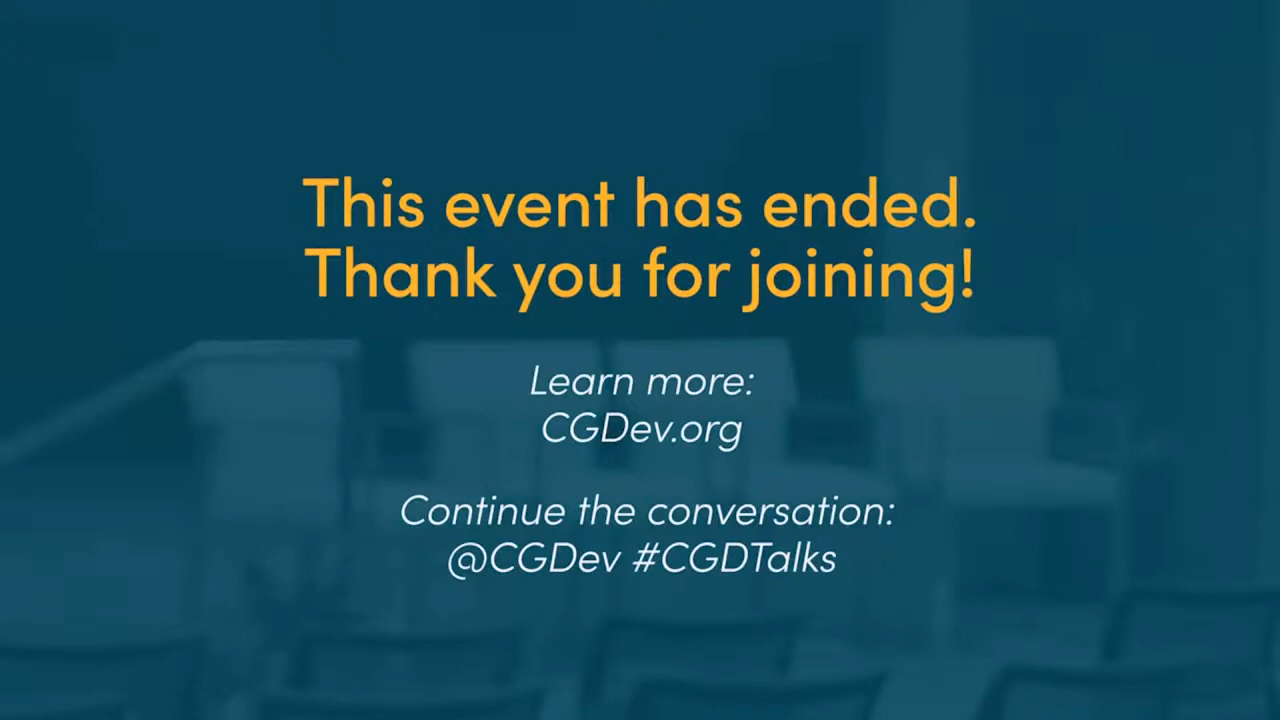 This event has ended.
Thank you for joining!
Learn more:
CGDev.org
Continue the conversation:
@CGDev #CGDTalks